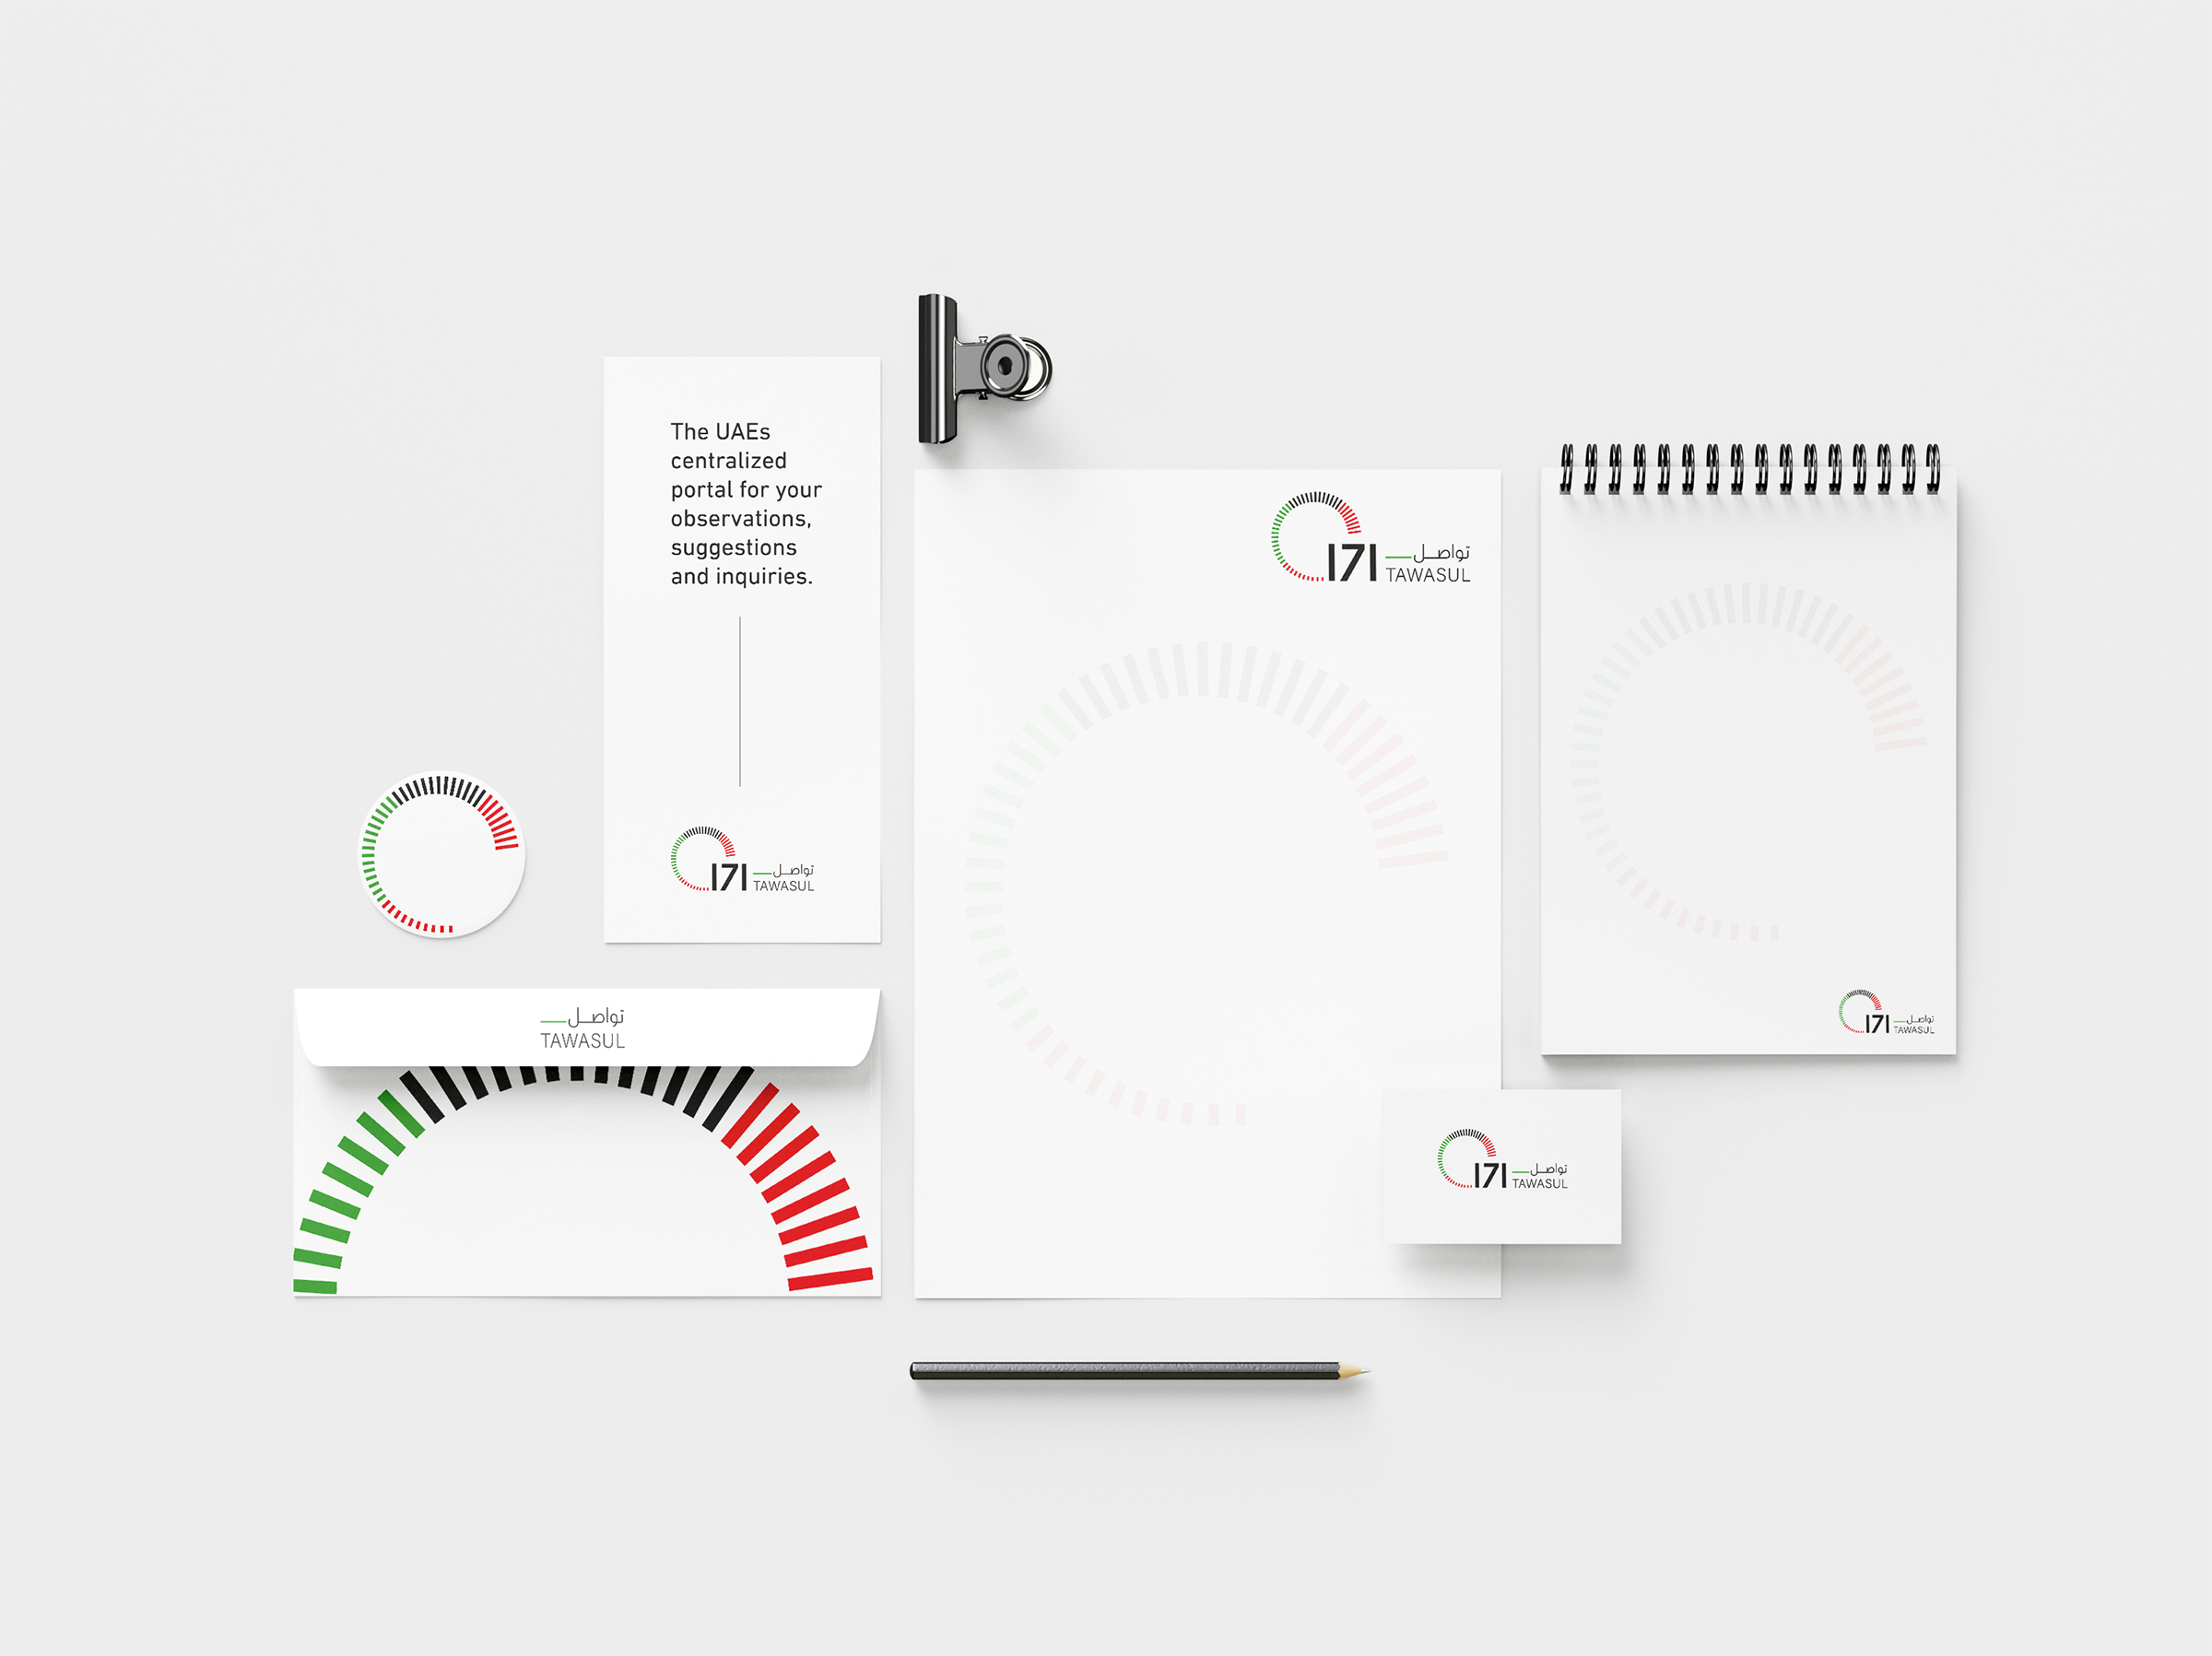 The UAEs
centralized
portal for your
observations,
suggestions
and inquiries.
171 تواصل
TAWASUL
تواصل
TAWASUL
171 تواصل
TAWASUL
171 تواصل
TAWASUL
171 تواصل
TAWASUL